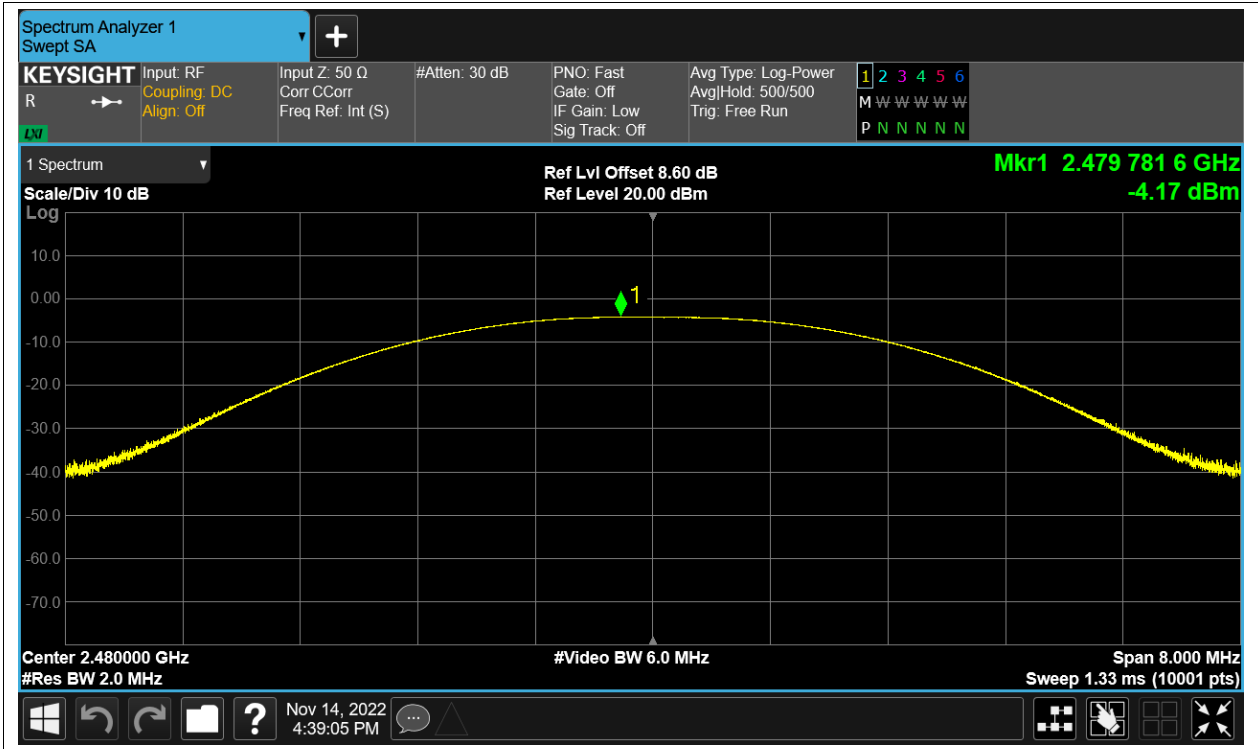 Spectrum Analyzer 1
Swept SA
KEYSIGHT
R
LXI
Input: RF
Coupling: DC
Align: Off
Input Z: 50 Ω
Corr CCorr
Freq Ref: Int (S)
#Atten: 30 dB
PNO: Fast
Gate: Off
IF Gain: Low
Sig Track: Off
Avg Type: Log-Power
Avg|Hold: 500/500
Trig: Free Run
1 2 3 4 5 6
M W W W W W
P N N N N N
1 Spectrum
Scale/Div 10 dB
Log
Ref Lvl Offset 8.60 dB
Ref Level 20.00 dBm
Mkr1 2.479 781 6 GHz
-4.17 dBm
10.0
0.00
1
-10.0
-20.0
-30.0
-40.0
-50.0
-60.0
-70.0
Center 2.480000 GHz
#Video BW 6.0 MHz
Span 8.000 MHz
#Res BW 2.0 MHz
Sweep 1.33 ms (10001 pts)
?
Nov 14, 2022
4:39:05 PM